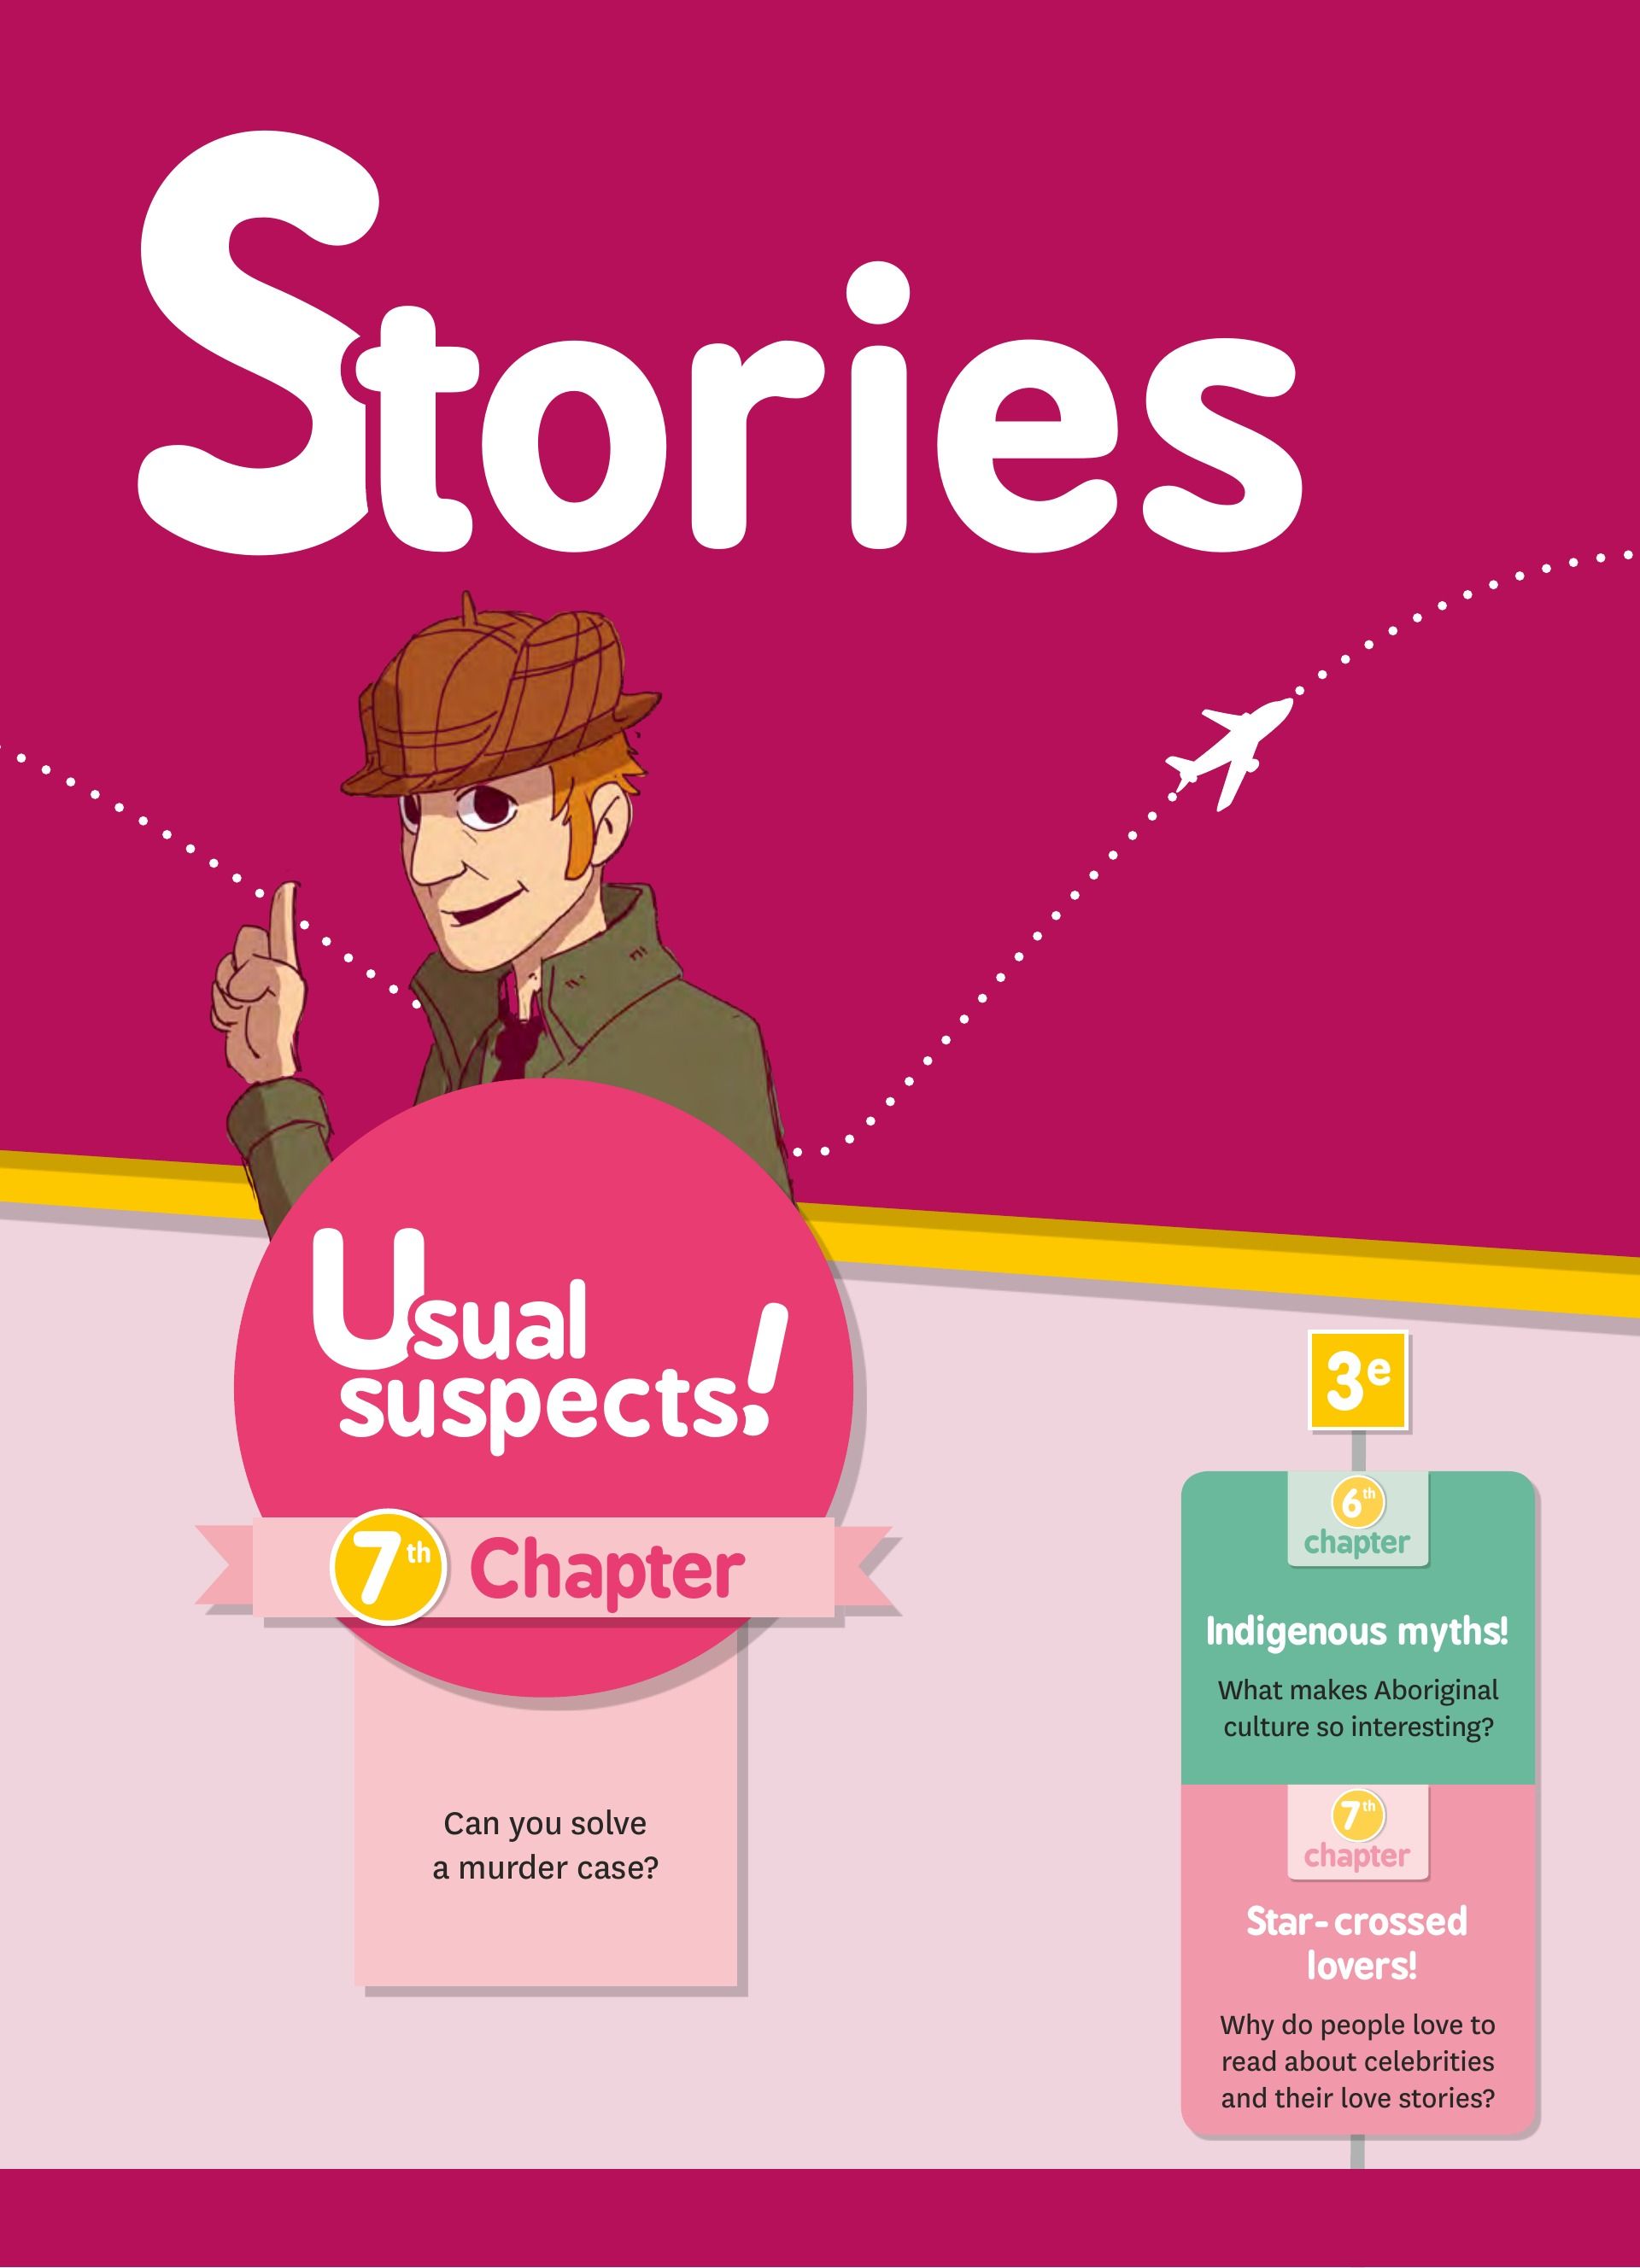 Stories
Usual
suspects!
7th Chapter
Can you solve
a murder case?
3e
6th
chapter
Indigenous myths!
What makes Aboriginal
culture so interesting?
7th
chapter
Star-crossed
lovers!
Why do people love to
read about celebrities
and their love stories?